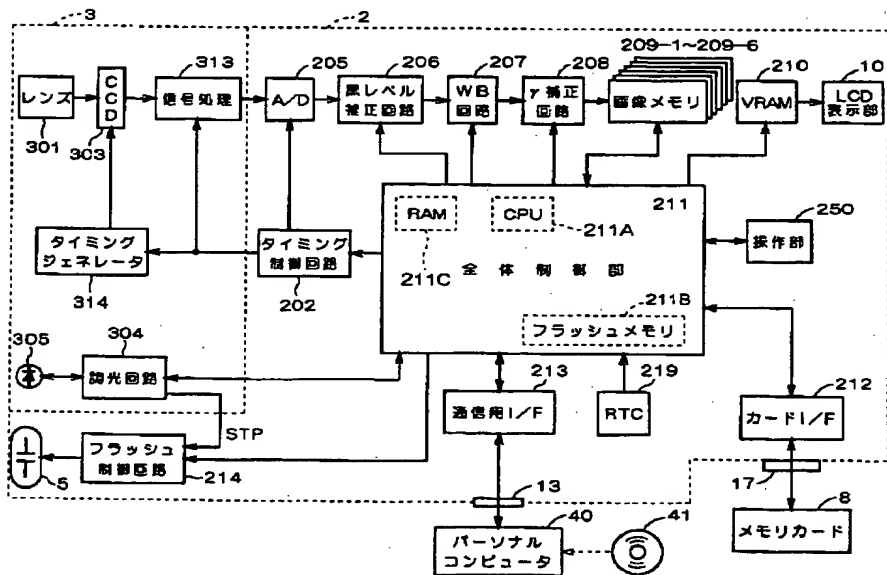 3
2
313
205
206
207
208
209-1~209-6
210
10
レンズ
301
CCD
303
信号処理
A/D
黒レベル
補正回路
WB
回路
γ補正
回路
画像メモリ
VRAM
LCD
表示部
タイミング
ジェネレータ
314
タイミング
制御回路
202
RAM
211C
CPU
211A
211
全体制御部
211B
フラッシュメモリ
250
操作部
305
304
調光回路
STP
5
フラッシュ
制御回路
214
213
通信用I/F
219
RTC
212
カードI/F
13
17
40
パーソナル
コンピュータ
41
8
メモリカード